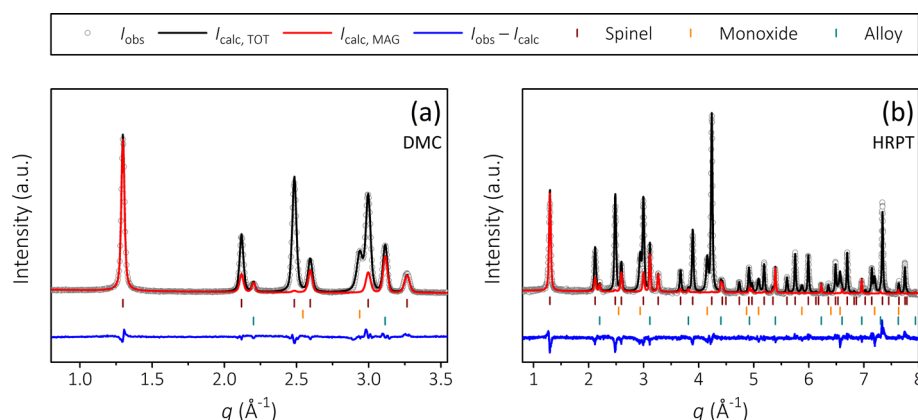 I_obs I_calc, TOT I_calc, MAG I_obs – I_calc Spinel Monoxide Alloy
(a)
DMC
Intensity (a.u.)
1.0 1.5 2.0 2.5 3.0 3.5
q (Å⁻¹)
(b)
HRPT
Intensity (a.u.)
1 2 3 4 5 6 7 8
q (Å⁻¹)